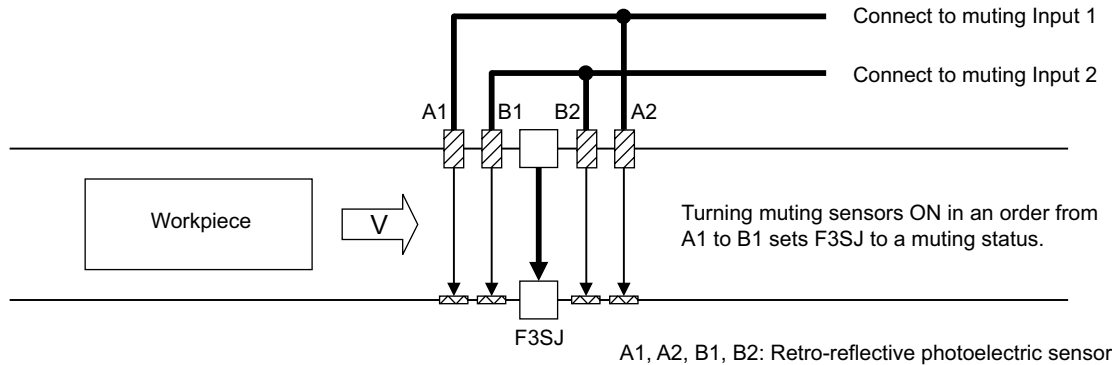 Connect to muting Input 1
Connect to muting Input 2
A1 B1 B2 A2
Workpiece
V
Turning muting sensors ON in an order from
A1 to B1 sets F3SJ to a muting status.
F3SJ
A1, A2, B1, B2: Retro-reflective photoelectric sensor